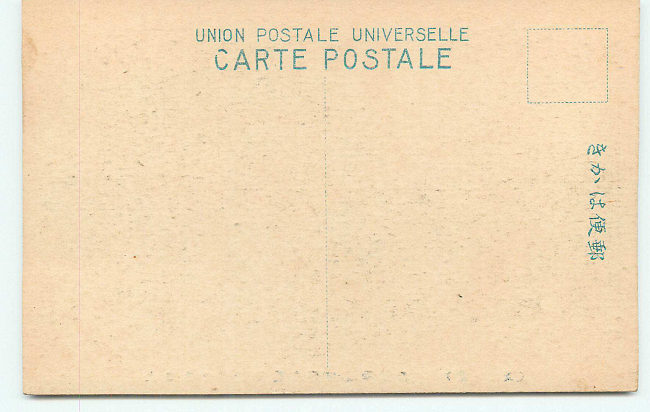 UNION POSTALE UNIVERSELLE
CARTE POSTALE
郵便はかき